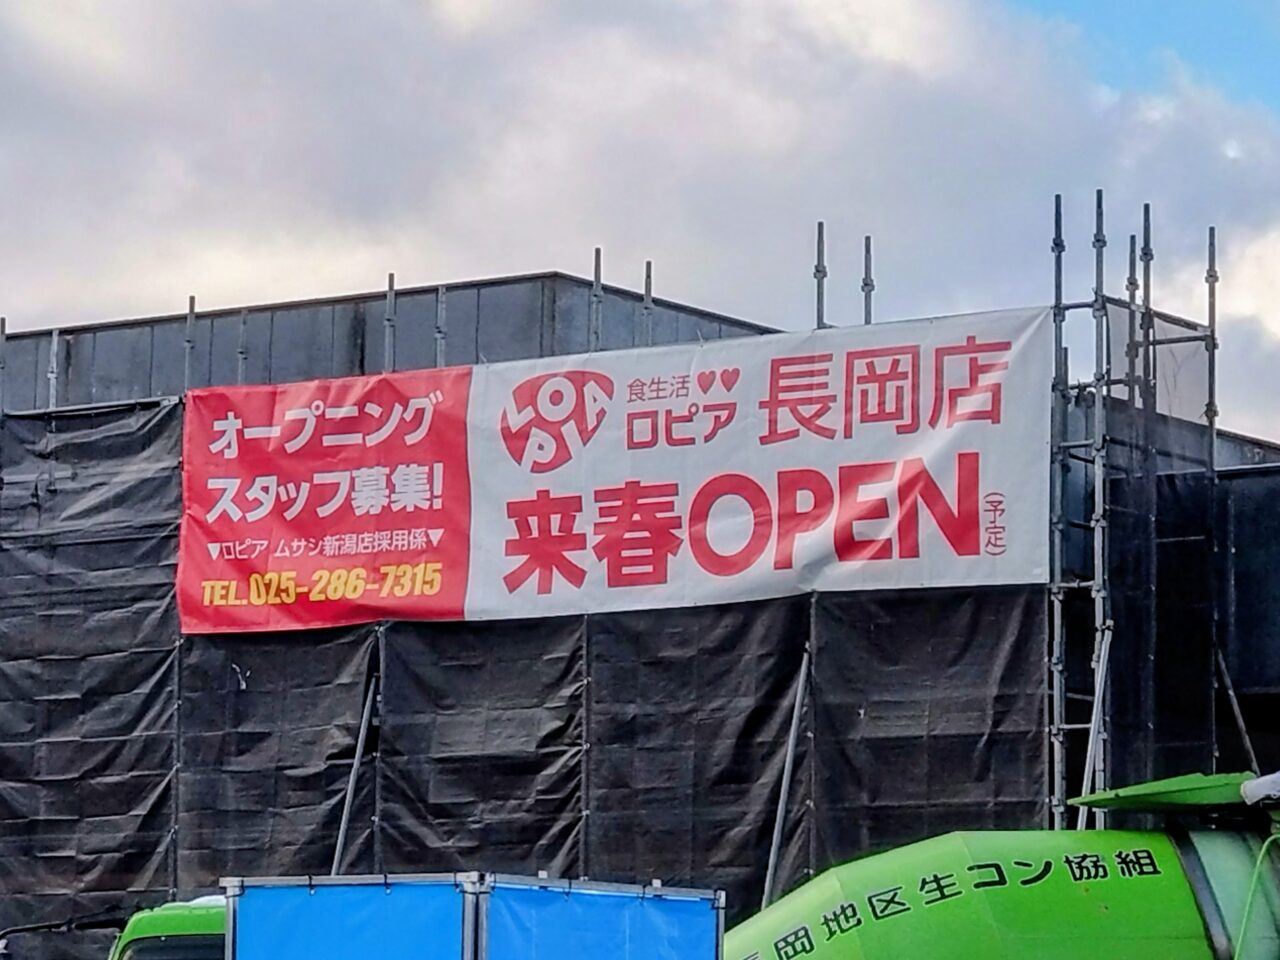 オープニング
スタッフ募集!
▼ロピア ムサシ新潟店採用係▼
TEL.025-286-7315
LOPIA
食生活♥♥
ロピア 長岡店
来春OPEN(予定)
長岡地区生コン協組